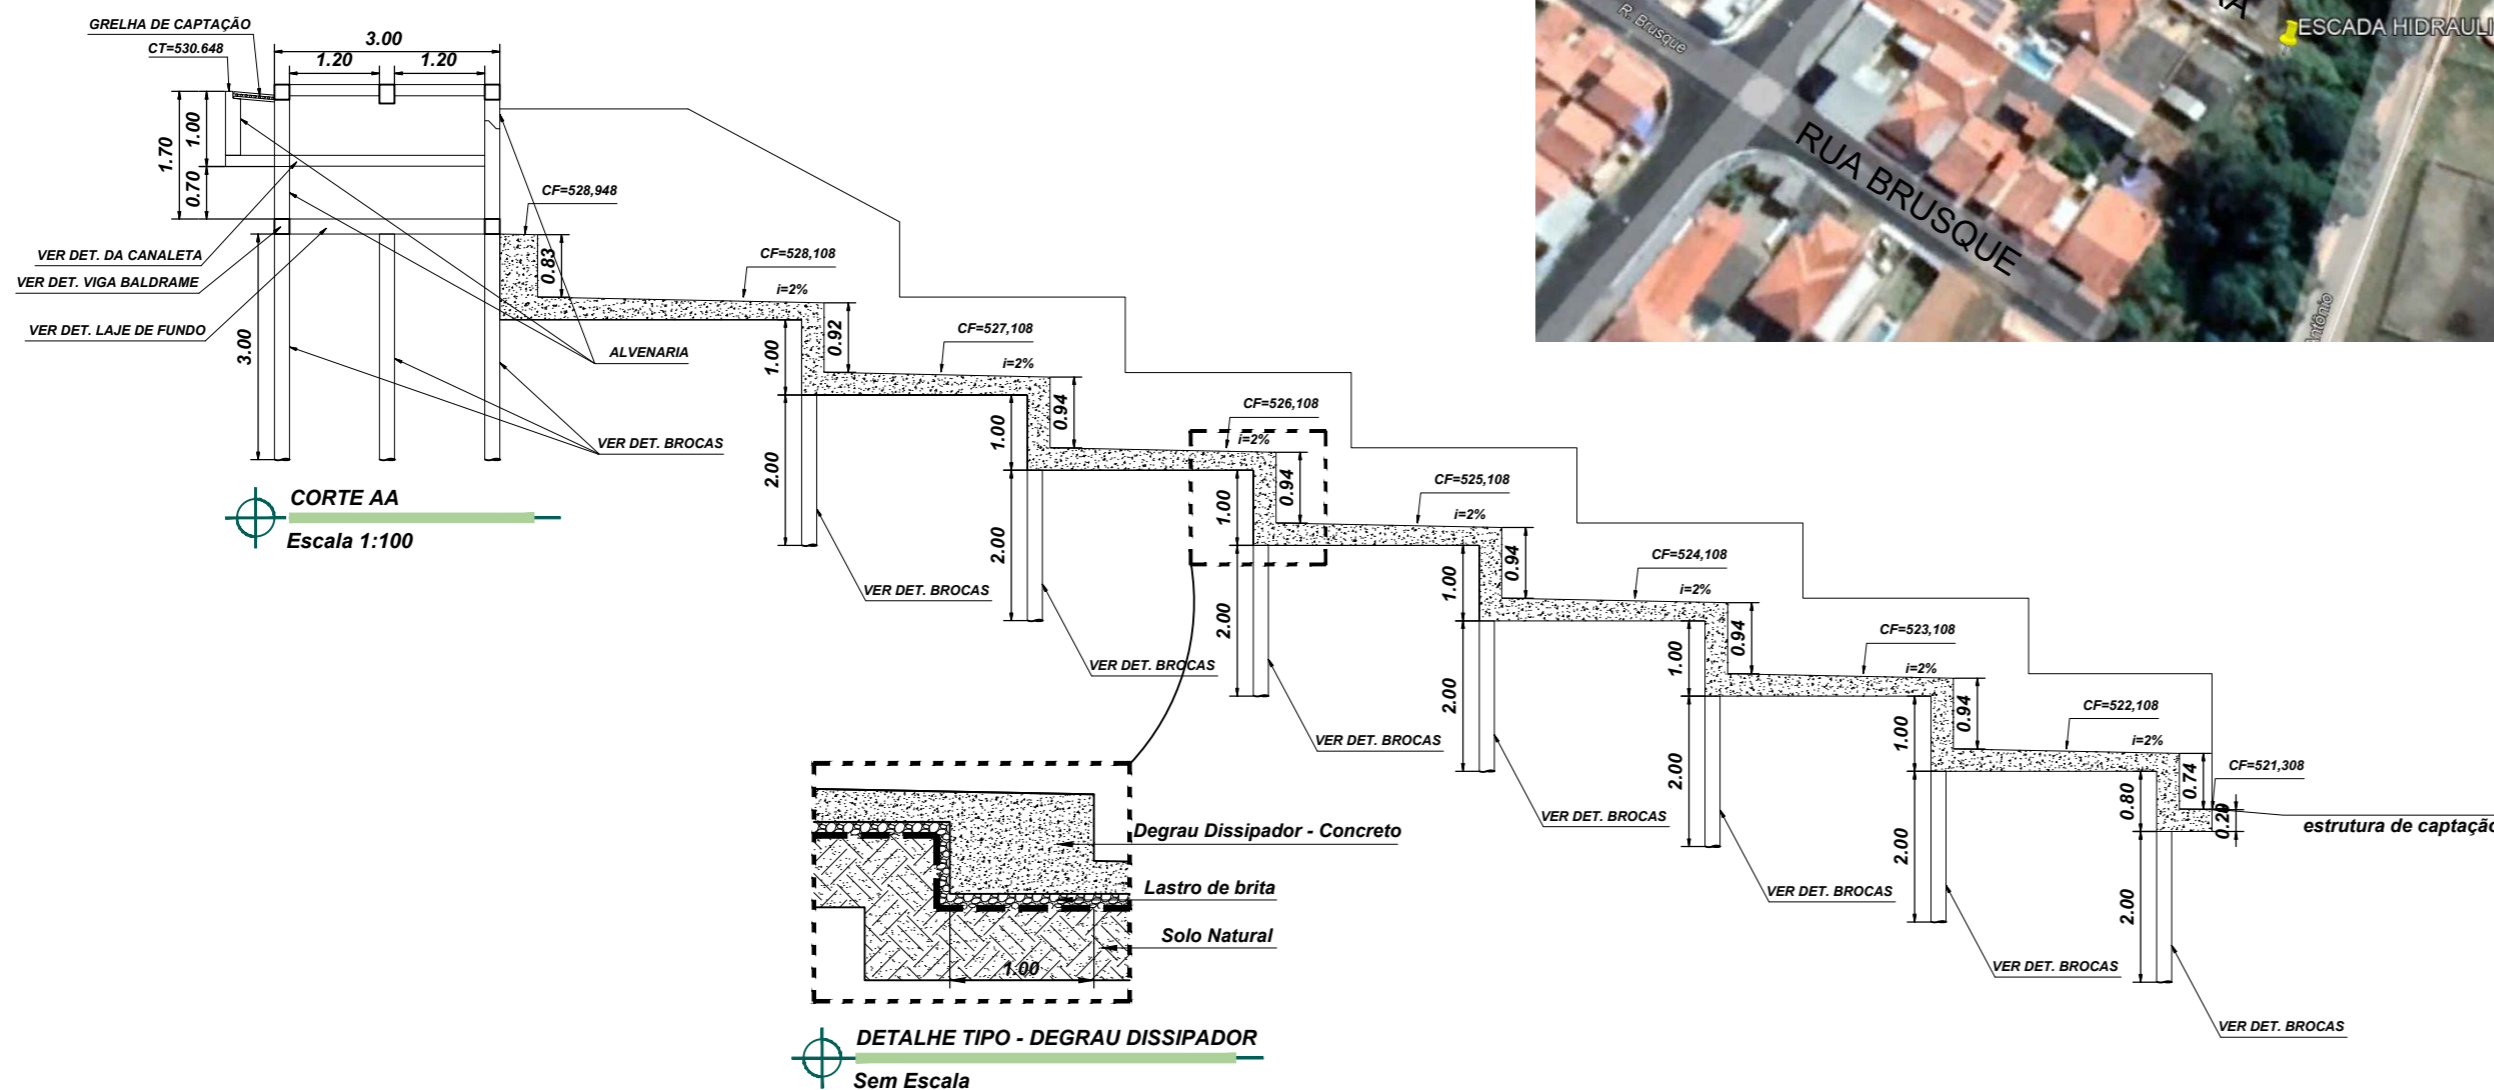 GRELHA DE CAPTAÇÃO
CT=530.648
3.00
1.20
1.20
1.00
1.70
0.70
3.00
VER DET. DA CANALETA
VER DET. VIGA BALDRAME
VER DET. LAJE DE FUNDO
CF=528,948
0.83
CF=528,108
i=2%
ALVENARIA
VER DET. BROCAS
CORTE AA
Escala 1:100
0.92
1.00
2.00
VER DET. BROCAS
CF=527,108
i=2%
0.94
1.00
2.00
VER DET. BROCAS
CF=526,108
i=2%
0.94
1.00
2.00
VER DET. BROCAS
CF=525,108
i=2%
0.94
1.00
2.00
VER DET. BROCAS
CF=524,108
i=2%
0.94
1.00
2.00
VER DET. BROCAS
CF=523,108
i=2%
0.94
1.00
2.00
VER DET. BROCAS
CF=522,108
i=2%
0.74
0.80
2.00
VER DET. BROCAS
CF=521,308
0.20
estrutura de captação
Degrau Dissipador - Concreto
Lastro de brita
Solo Natural
1.00
DETALHE TIPO - DEGRAU DISSIPADOR
Sem Escala
R. Brusque
RUA BRUSQUE
ESCADA HIDRAULI